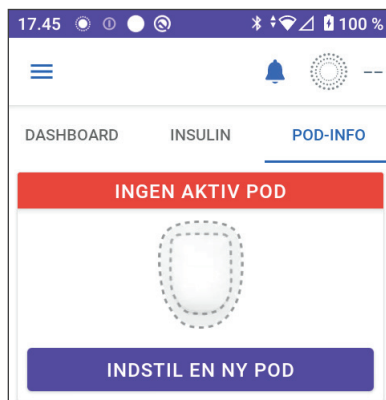 17.45 100 %
--
DASHBOARD INSULIN POD-INFO
INGEN AKTIV POD
INDSTIL EN NY POD